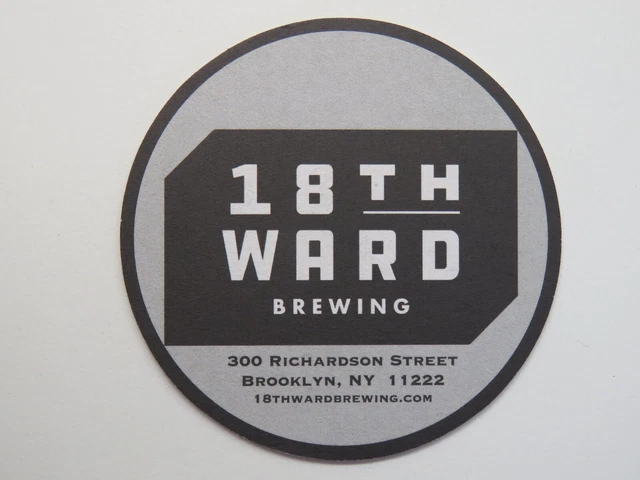 18TH
WARD
BREWING
300 RICHARDSON STREET
BROOKLYN, NY 11222
18THWARDBREWING.COM